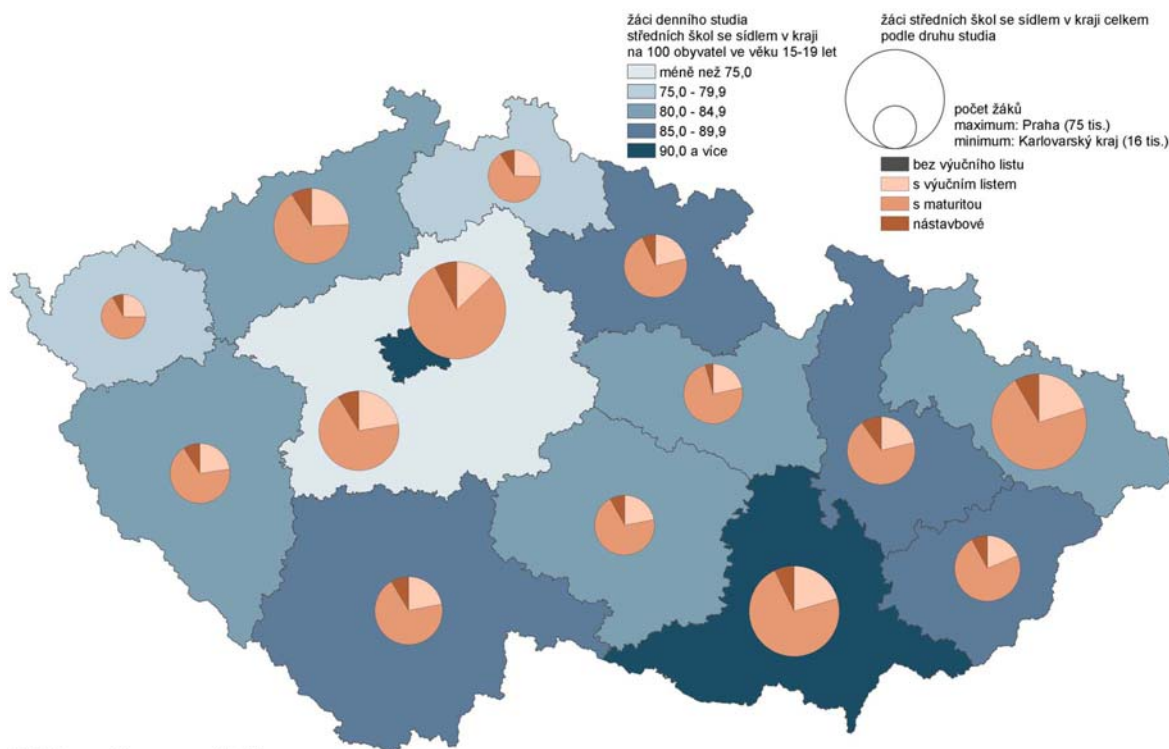 žáci denního studia
středních škol se sídlem v kraji
na 100 obyvatel ve věku 15-19 let
méně než 75,0
75,0 - 79,9
80,0 - 84,9
85,0 - 89,9
90,0 a více
žáci středních škol se sídlem v kraji celkem
podle druhu studia
počet žáků
maximum: Praha (75 tis.)
minimum: Karlovarský kraj (16 tis.)
bez výučního listu
s výučním listem
s maturitou
nástavbové